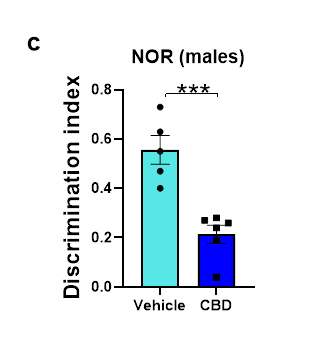 c
NOR (males)
***
Discrimination index
0.8
0.6
0.4
0.2
0.0
Vehicle
CBD